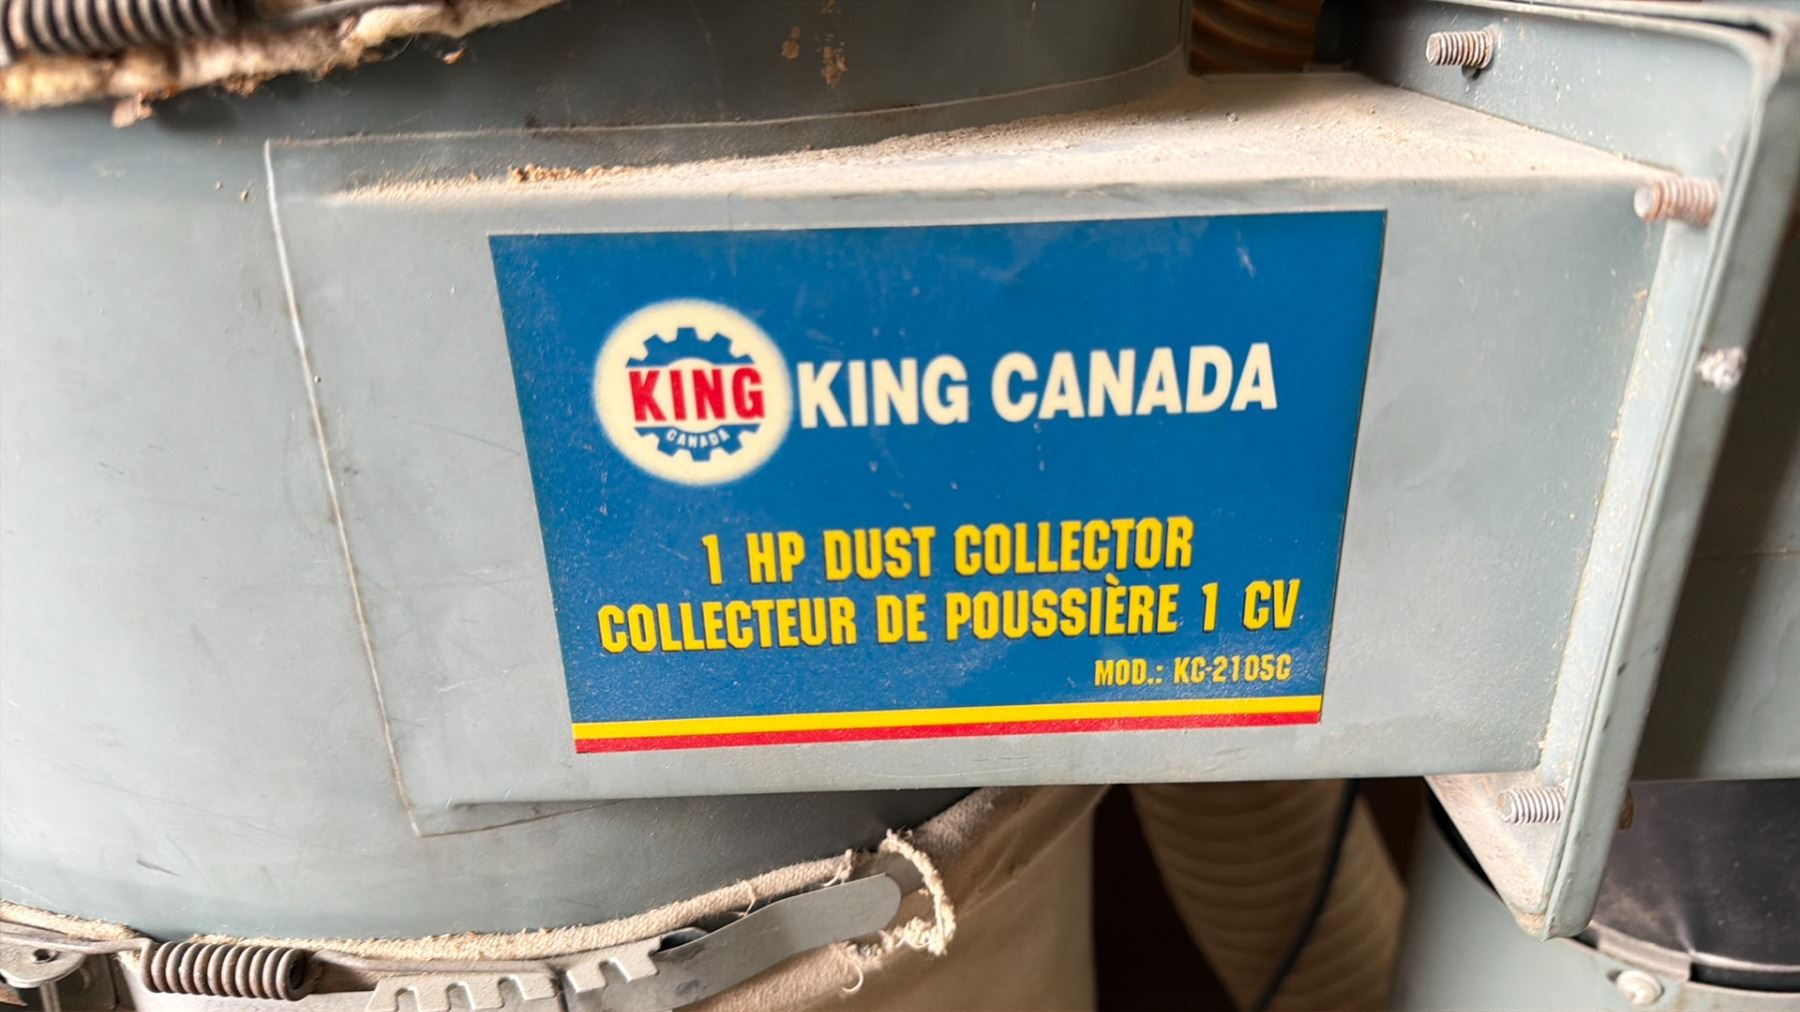 KING
CANADA
KING CANADA
1 HP DUST COLLECTOR
COLLECTEUR DE POUSSIÈRE 1 CV
MOD.: KC-2105C